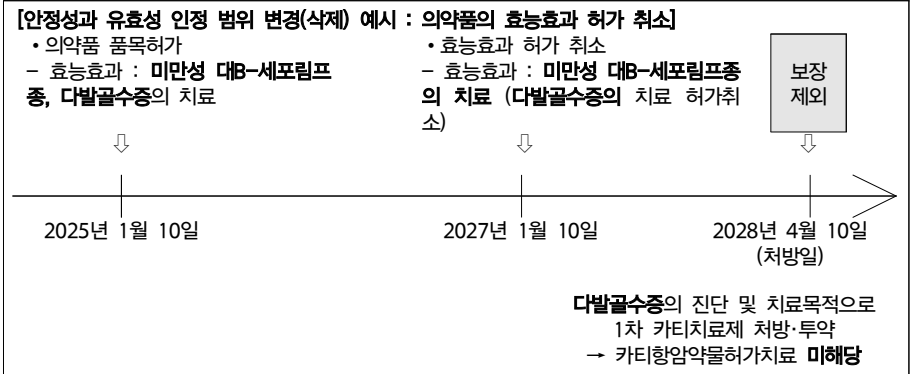 [안정성과 유효성 인정 범위 변경(삭제) 예시 : 의약품의 효능효과 허가 취소]
• 의약품 품목허가
- 효능효과 : 미만성 대B-세포림프
종, 다발골수증의 치료
• 효능효과 허가 취소
- 효능효과 : 미만성 대B-세포림프종
의 치료 (다발골수증의 치료 허가취
소)
보장
제외
2025년 1월 10일
2027년 1월 10일
2028년 4월 10일
(처방일)
다발골수증의 진단 및 치료목적으로
1차 카티치료제 처방·투약
→ 카티항암약물허가치료 미해당